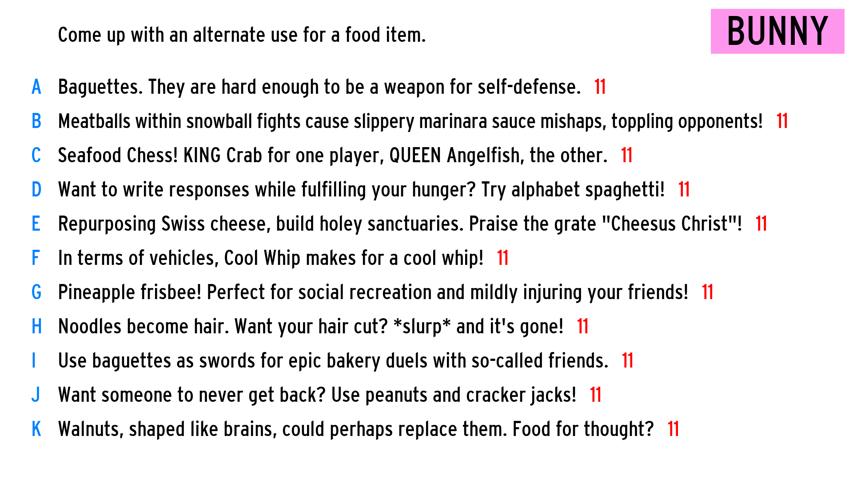 Come up with an alternate use for a food item.
BUNNY
A Baguettes. They are hard enough to be a weapon for self-defense. 11
B Meatballs within snowball fights cause slippery marinara sauce mishaps, toppling opponents! 11
C Seafood Chess! KING Crab for one player, QUEEN Angelfish, the other. 11
D Want to write responses while fulfilling your hunger? Try alphabet spaghetti! 11
E Repurposing Swiss cheese, build holey sanctuaries. Praise the grate "Cheesus Christ"! 11
F In terms of vehicles, Cool Whip makes for a cool whip! 11
G Pineapple frisbee! Perfect for social recreation and mildly injuring your friends! 11
H Noodles become hair. Want your hair cut? *slurp* and it's gone! 11
I Use baguettes as swords for epic bakery duels with so-called friends. 11
J Want someone to never get back? Use peanuts and cracker jacks! 11
K Walnuts, shaped like brains, could perhaps replace them. Food for thought? 11